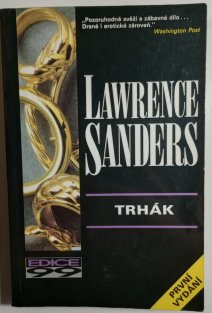 „Pozoruhodně svěží a zábavné dílo...
Drsné i erotické zároveň."
Washington Post
LAWRENCE
SANDERS
TRHÁK
EDICE
99
PRVNÍ
VYDÁNÍ